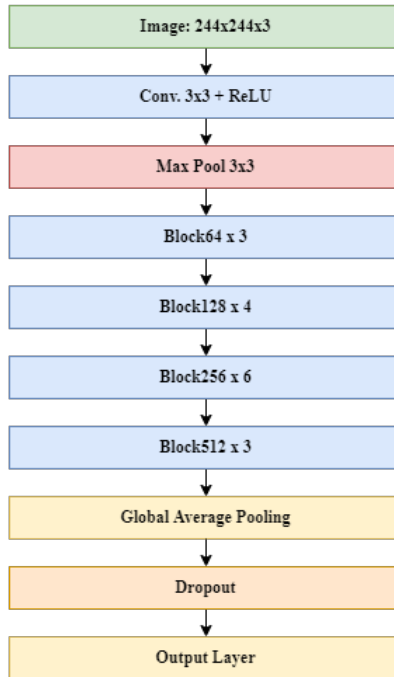 Image: 244x244x3
Conv. 3x3 + ReLU
Max Pool 3x3
Block64 x 3
Block128 x 4
Block256 x 6
Block512 x 3
Global Average Pooling
Dropout
Output Layer